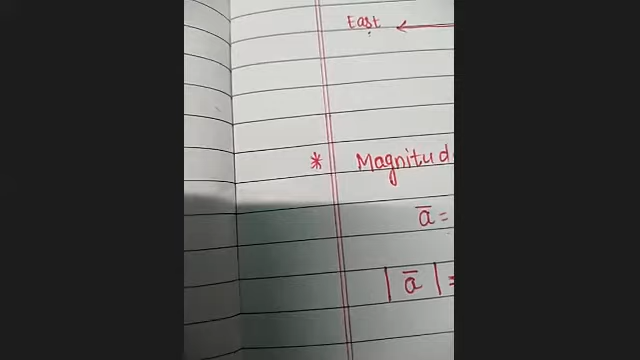 East ←
* Magnitud
a̅ =
|a̅| =